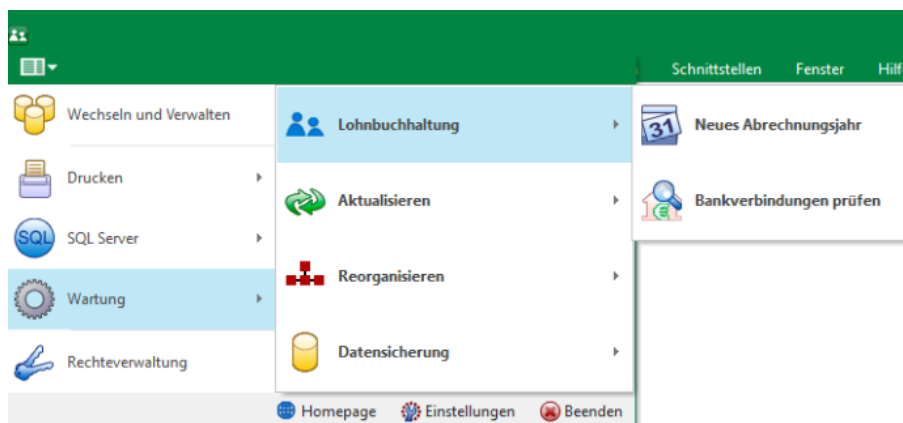 Schnittstellen Fenster Hilf
Wechseln und Verwalten
Drucken
SQL
SQL Server
Wartung
Rechteverwaltung
Lohnbuchhaltung
Aktualisieren
Reorganisieren
Datensicherung
31
Neues Abrechnungsjahr
€
Bankverbindungen prüfen
Homepage Einstellungen Beenden